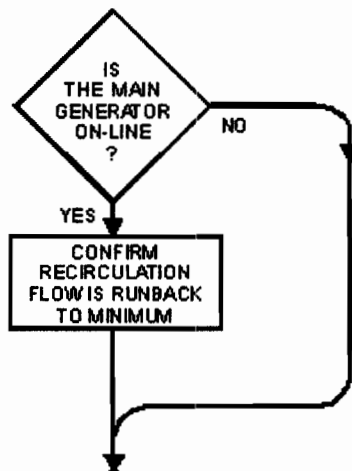 IS
THE MAIN
GENERATOR
ON-LINE
?
NO
YES
CONFIRM
RECIRCULATION
FLOW IS RUNBACK
TO MINIMUM